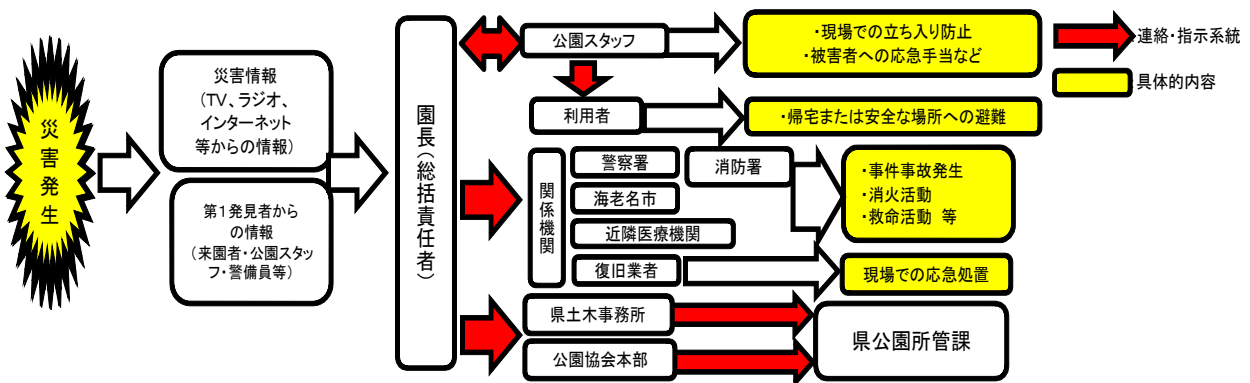 災害発生
災害情報
(TV、ラジオ、
インターネット
等からの情報)
第1発見者から
の情報
(来園者・公園スタッ
フ・警備員等)
園長(総括責任者)
公園スタッフ
・現場での立ち入り防止
・被害者への応急手当など
利用者
・帰宅または安全な場所への避難
関係機関
警察署
消防署
海老名市
近隣医療機関
復旧業者
・事件事故発生
・消火活動
・救命活動 等
現場での応急処置
県土木事務所
公園協会本部
県公園所管課
連絡・指示系統
具体的内容